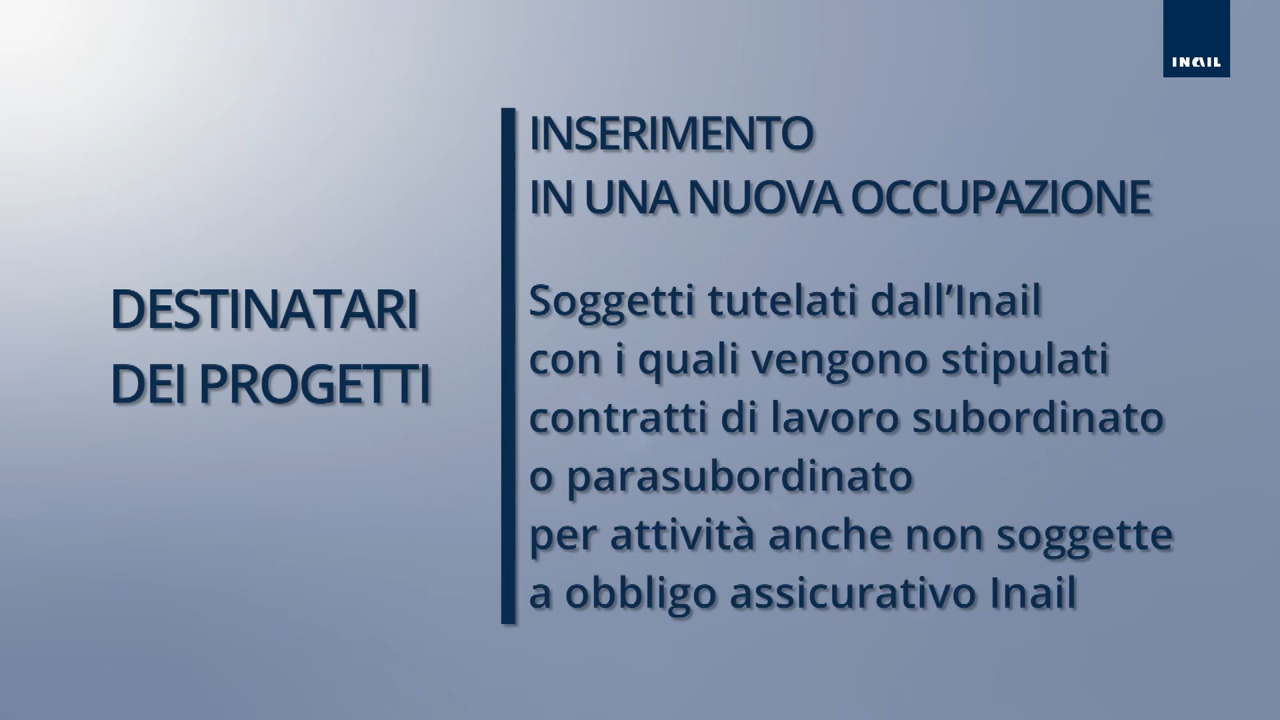 INAIL
DESTINATARI
DEI PROGETTI
INSERIMENTO
IN UNA NUOVA OCCUPAZIONE
Soggetti tutelati dall’Inail
con i quali vengono stipulati
contratti di lavoro subordinato
o parasubordinato
per attività anche non soggette
a obbligo assicurativo Inail